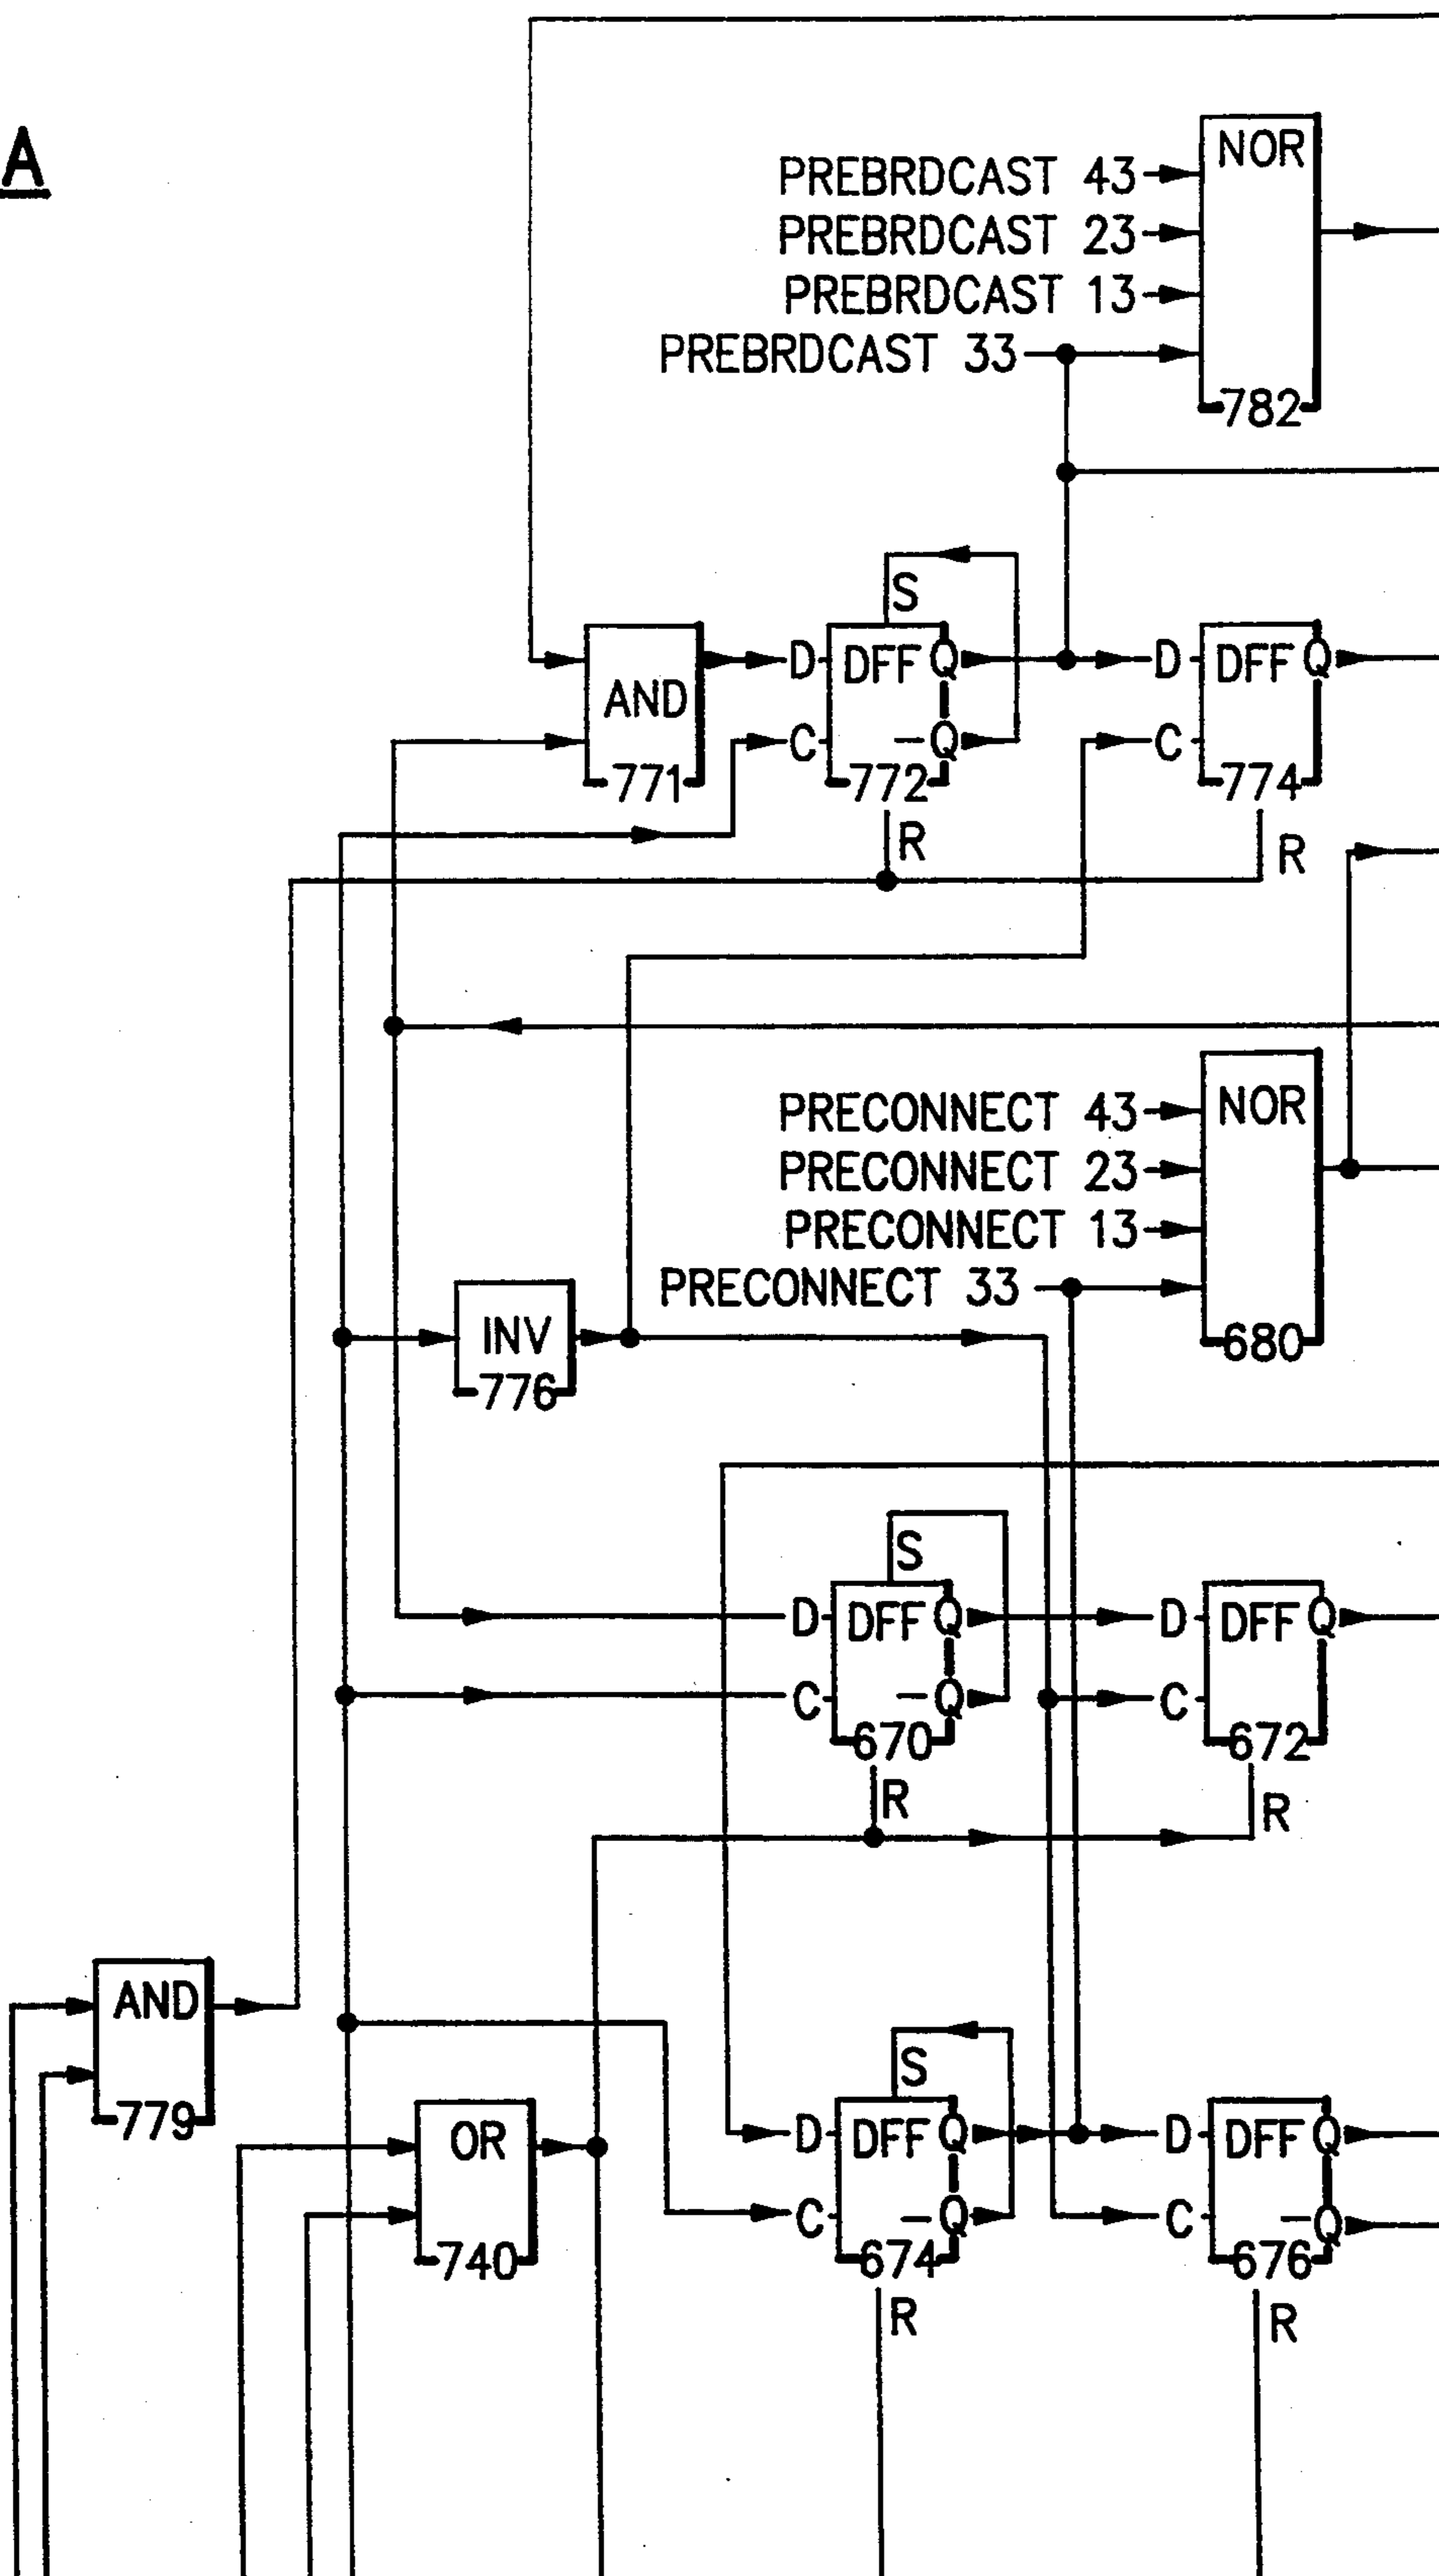 A
NOR
PREBRDCAST 43
PREBRDCAST 23
PREBRDCAST 13
PREBRDCAST 33
782
S
D DFF Q
D DFF Q
AND
C -Q
C
771
772
774
R
R
PRECONNECT 43
NOR
PRECONNECT 23
PRECONNECT 13
PRECONNECT 33
INV
680
776
S
D DFF Q
D DFF Q
C -Q
C
670
672
R
R
AND
S
779
OR
D DFF Q
D DFF Q
C -Q
C -Q
740
674
676
R
R